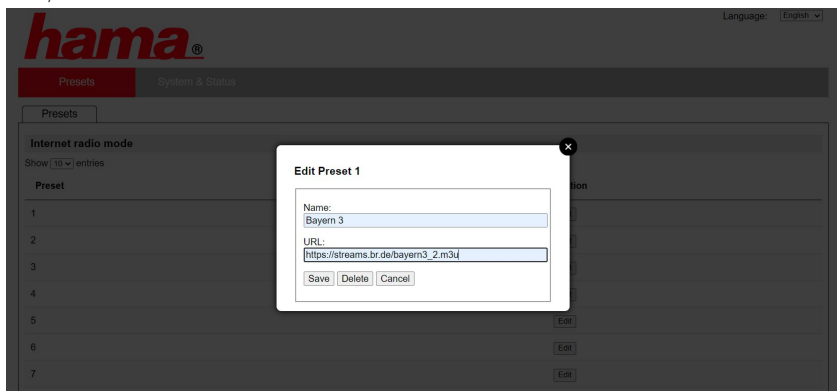 Language: English
hama®
Presets System & Status
Presets
Internet radio mode
Show 10 entries
Preset
1
2
3
4
5 Edit
6 Edit
7 Edit
Edit Preset 1
Name:
Bayern 3
URL:
https://streams.br.de/bayern3_2.m3u
Save Delete Cancel